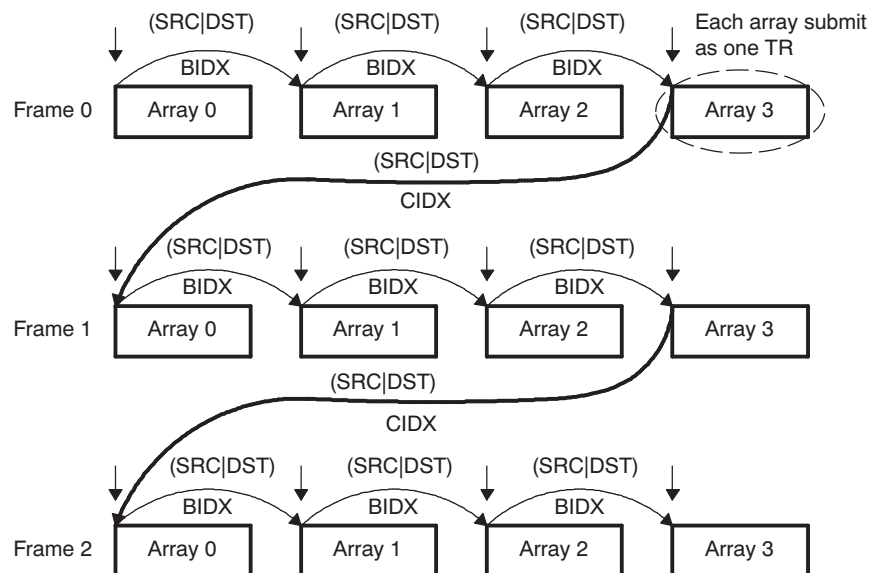 (SRC|DST) (SRC|DST) (SRC|DST) Each array submit
as one TR
BIDX BIDX BIDX
Frame 0 Array 0 Array 1 Array 2 Array 3
(SRC|DST)
CIDX
(SRC|DST) (SRC|DST) (SRC|DST)
BIDX BIDX BIDX
Frame 1 Array 0 Array 1 Array 2 Array 3
(SRC|DST)
CIDX
(SRC|DST) (SRC|DST) (SRC|DST)
BIDX BIDX BIDX
Frame 2 Array 0 Array 1 Array 2 Array 3